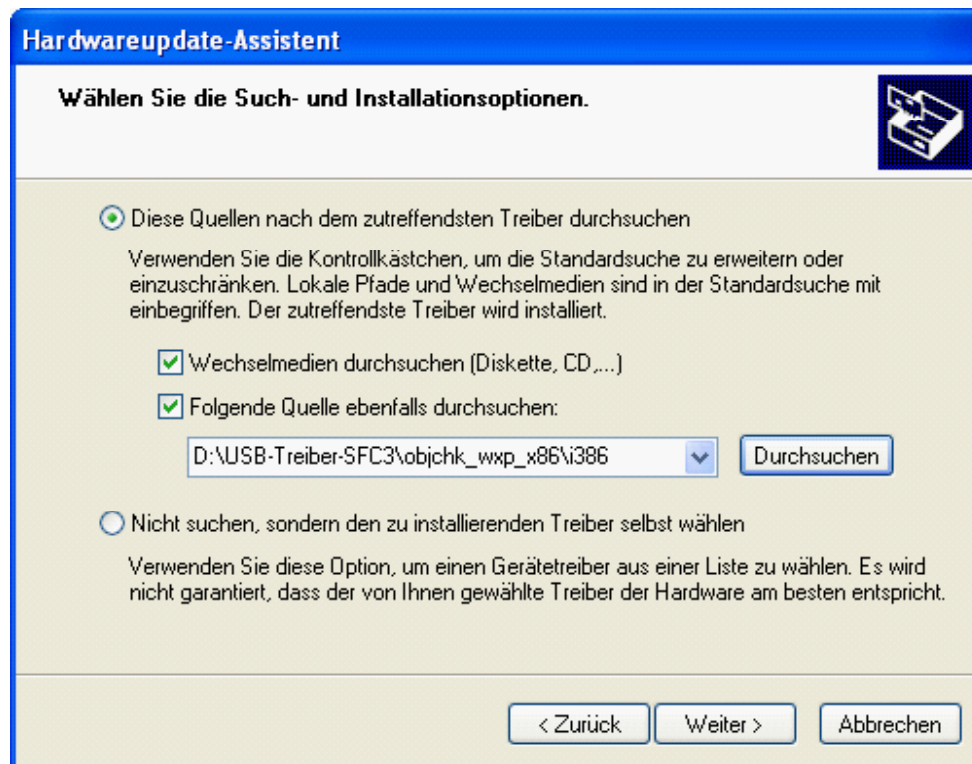 Hardwareupdate-Assistent
Wählen Sie die Such- und Installationsoptionen.
Diese Quellen nach dem zutreffendsten Treiber durchsuchen
Verwenden Sie die Kontrollkästchen, um die Standardsuche zu erweitern oder
einzuschränken. Lokale Pfade und Wechselmedien sind in der Standardsuche mit
einbegriffen. Der zutreffendste Treiber wird installiert.
Wechselmedien durchsuchen (Diskette, CD,...)
Folgende Quelle ebenfalls durchsuchen:
D:\USB-Treiber-SFC3\objchk_wxp_x86\i386
Durchsuchen
Nicht suchen, sondern den zu installierenden Treiber selbst wählen
Verwenden Sie diese Option, um einen Gerätetreiber aus einer Liste zu wählen. Es wird
nicht garantiert, dass der von Ihnen gewählte Treiber der Hardware am besten entspricht.
< Zurück
Weiter >
Abbrechen